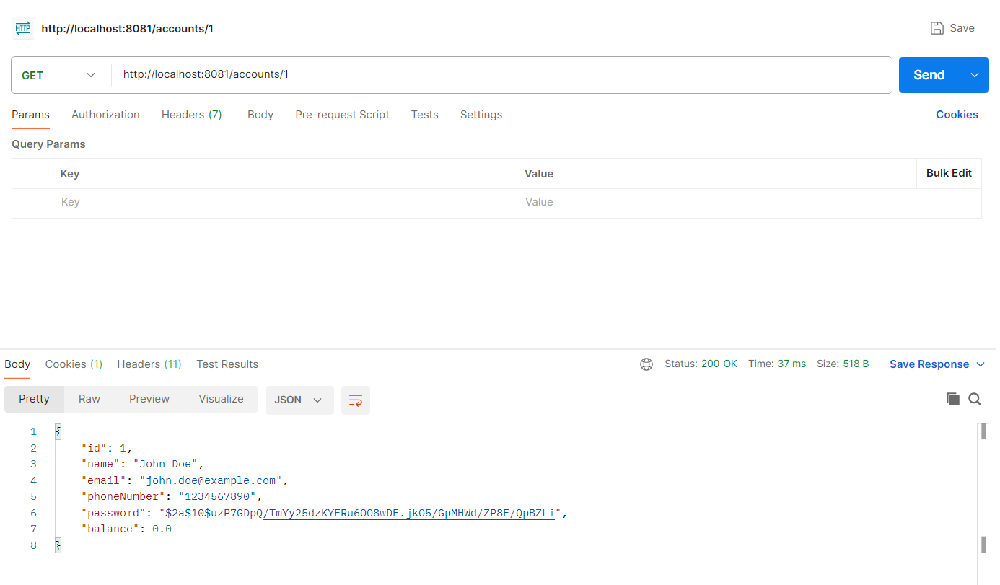 HTTP http://localhost:8081/accounts/1 Save
GET http://localhost:8081/accounts/1 Send
Params Authorization Headers (7) Body Pre-request Script Tests Settings Cookies
Query Params
Key Value Bulk Edit
Key Value
Body Cookies (1) Headers (11) Test Results Status: 200 OK Time: 37 ms Size: 518 B Save Response
Pretty Raw Preview Visualize JSON
1 {
2 "id": 1,
3 "name": "John Doe",
4 "email": "john.doe@example.com",
5 "phoneNumber": "1234567890",
6 "password": "$2a$10$uzP7GDpQ/TmYy25dzKYFRu6OO8wDE.jkO5/GpMHWd/ZP8F/QpBZLi",
7 "balance": 0.0
8 }